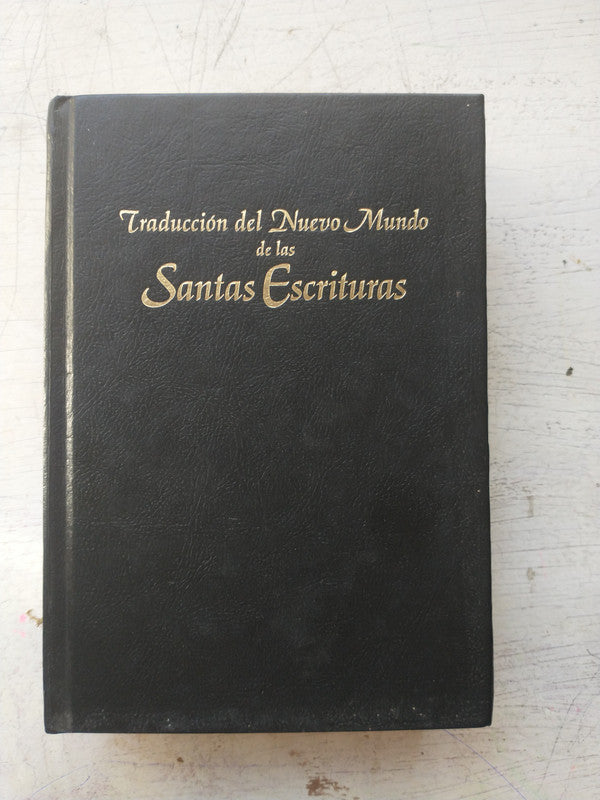 Traducción del Nuevo Mundo
de las
Santas Escrituras